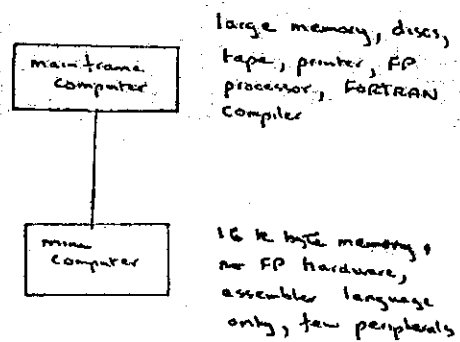 mainframe
computer
large memory, discs,
tape, printer, FP
processor, FORTRAN
compiler
mini
computer
16 k byte memory,
no FP hardware,
assembler language
only, few peripherals